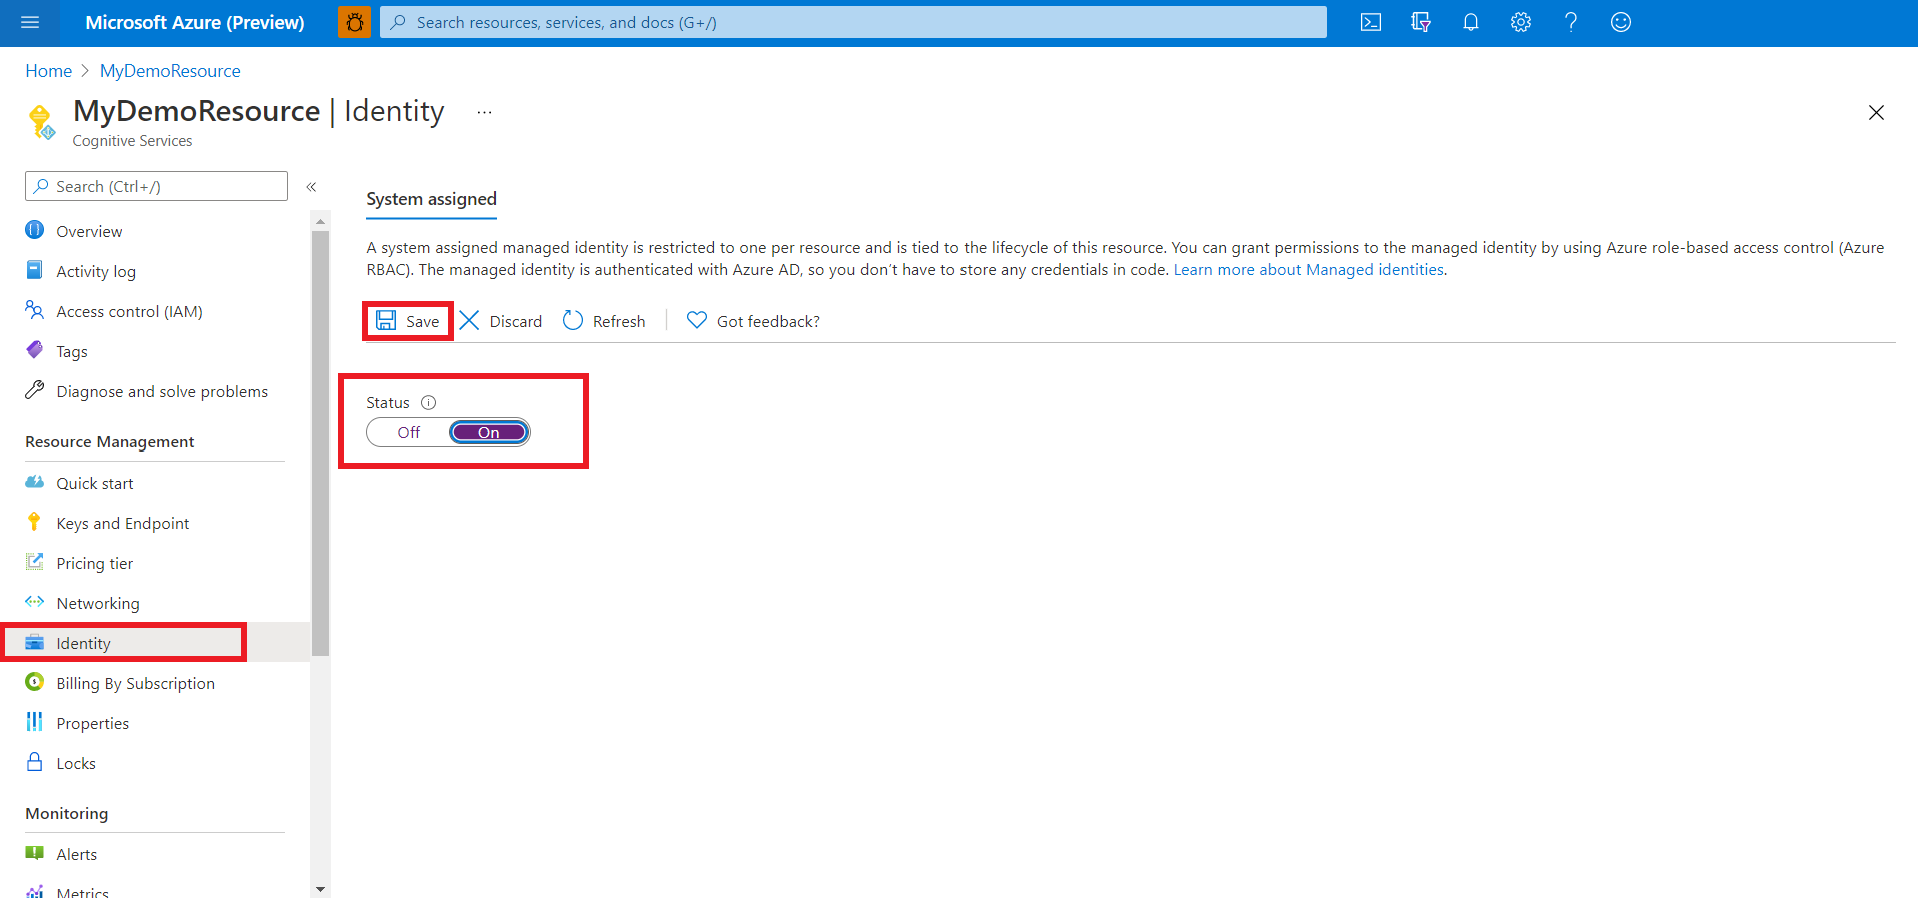 Microsoft Azure (Preview)
Search resources, services, and docs (G+/)
Home > MyDemoResource
MyDemoResource | Identity ...
Cognitive Services
Search (Ctrl+/)
«
Overview
Activity log
Access control (IAM)
Tags
Diagnose and solve problems
Resource Management
Quick start
Keys and Endpoint
Pricing tier
Networking
Identity
Billing By Subscription
Properties
Locks
Monitoring
Alerts
Metrics
System assigned
A system assigned managed identity is restricted to one per resource and is tied to the lifecycle of this resource. You can grant permissions to the managed identity by using Azure role-based access control (Azure
RBAC). The managed identity is authenticated with Azure AD, so you don't have to store any credentials in code. Learn more about Managed identities.
Save Discard Refresh Got feedback?
Status
Off On